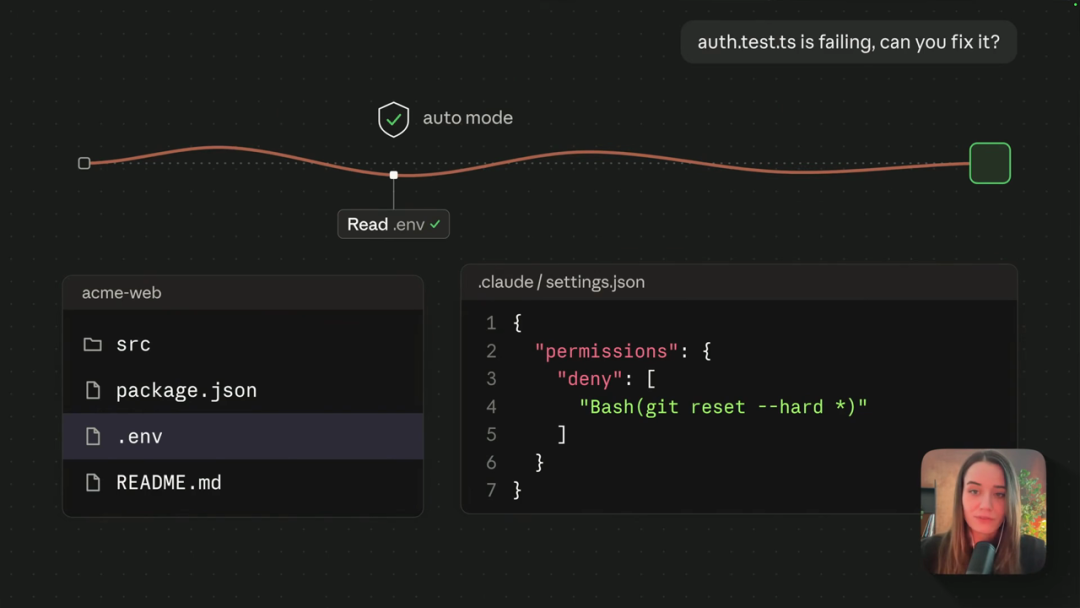 auth.test.ts is failing, can you fix it?
auto mode
Read .env
acme-web
src
package.json
.env
README.md
.claude / settings.json
1 {
2 "permissions": {
3 "deny": [
4 "Bash(git reset --hard *)"
5 ]
6 }
7 }